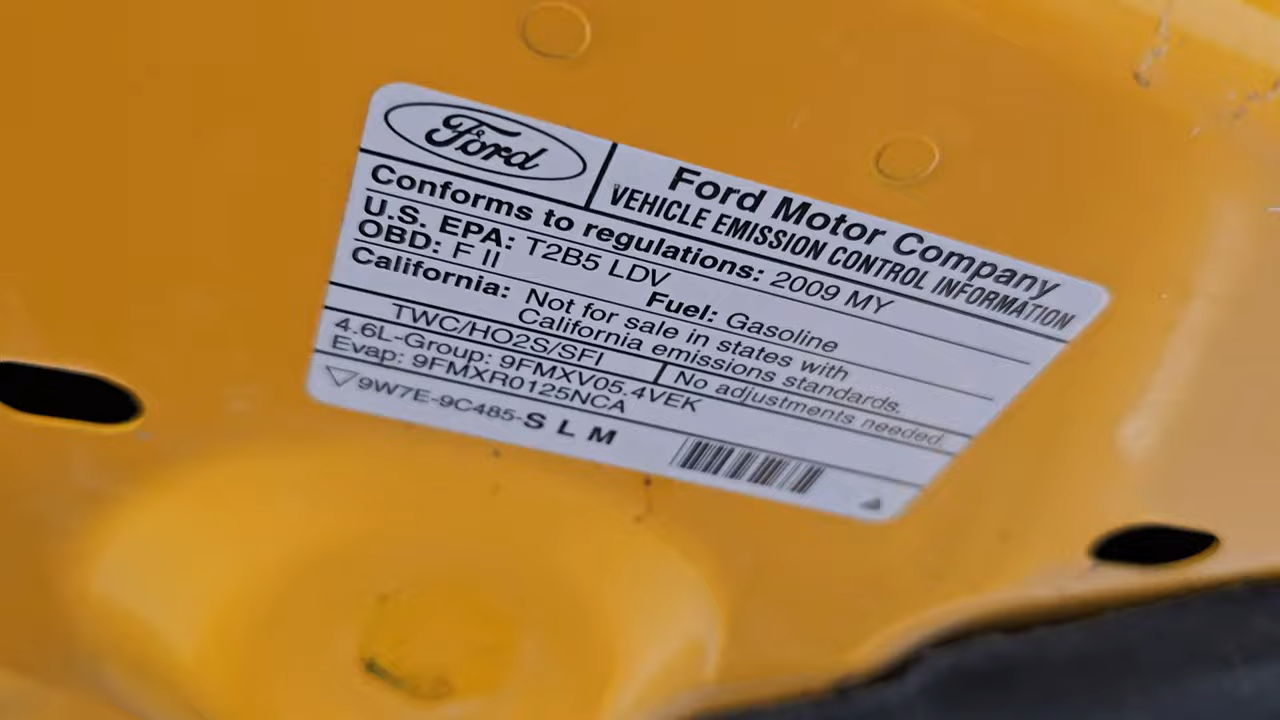 Ford
Ford Motor Company
VEHICLE EMISSION CONTROL INFORMATION
Conforms to regulations: 2009 MY
U.S. EPA: T2B5 LDV Fuel: Gasoline
OBD: F II
California: Not for sale in states with
California emissions standards.
TWC/HO2S/SFI
No adjustments needed.
4.6L-Group: 9FMXV05.4VEK
Evap: 9FMXR0125NCA
9W7E-9C485-S L M